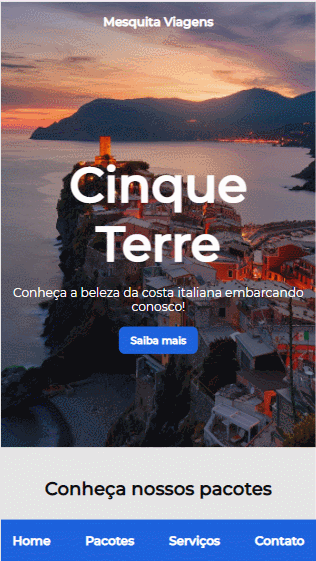 Mesquita Viagens
Cinque
Terre
Conheça a beleza da costa italiana embarcando
conosco!
Saiba mais
Conheça nossos pacotes
Home Pacotes Serviços Contato